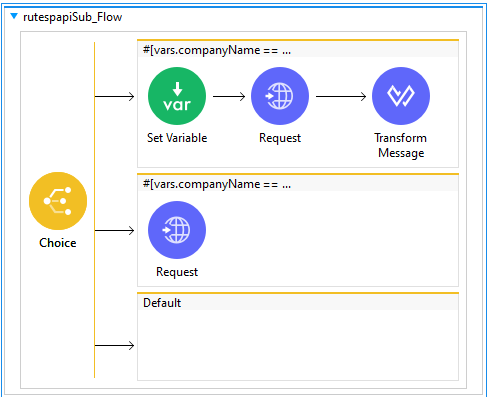 rutespapiSub_Flow
#[vars.companyName == ...
var
Set Variable
Request
Transform
Message
Choice
#[vars.companyName == ...
Request
Default